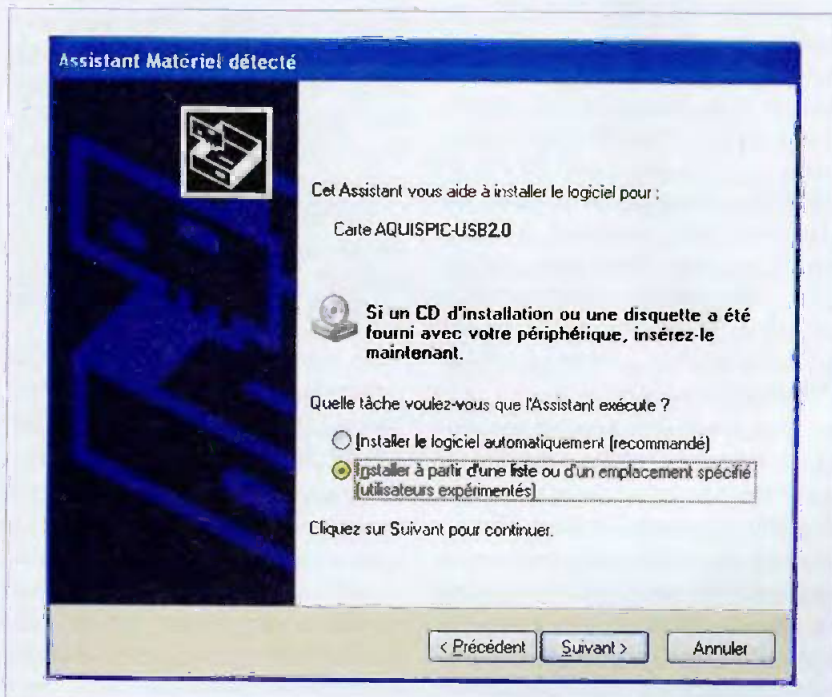 Assistant Matériel détecté
Cet Assistant vous aide à installer le logiciel pour :
Carte AQUISPIC-USB2.0
Si un CD d'installation ou une disquette a été
fourni avec votre périphérique, insérez-le
maintenant.
Quelle tâche voulez-vous que l'Assistant exécute ?
Installer le logiciel automatiquement (recommandé)
Installer à partir d'une liste ou d'un emplacement spécifié
(utilisateurs expérimentés)
Cliquez sur Suivant pour continuer.
< Précédent
Suivant >
Annuler